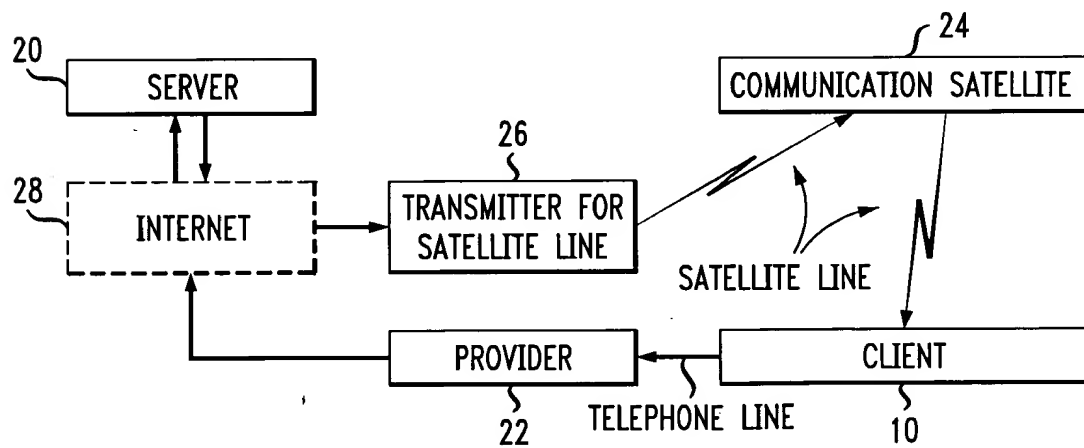 20
SERVER
24
COMMUNICATION SATELLITE
26
TRANSMITTER FOR
SATELLITE LINE
28
INTERNET
SATELLITE LINE
PROVIDER
22
TELEPHONE LINE
CLIENT
10